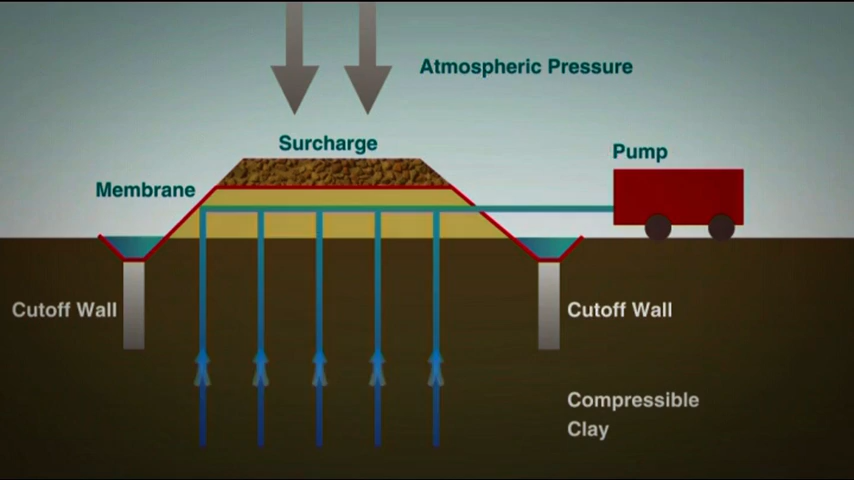 Atmospheric Pressure
Surcharge
Pump
Membrane
Cutoff Wall
Cutoff Wall
Compressible
Clay